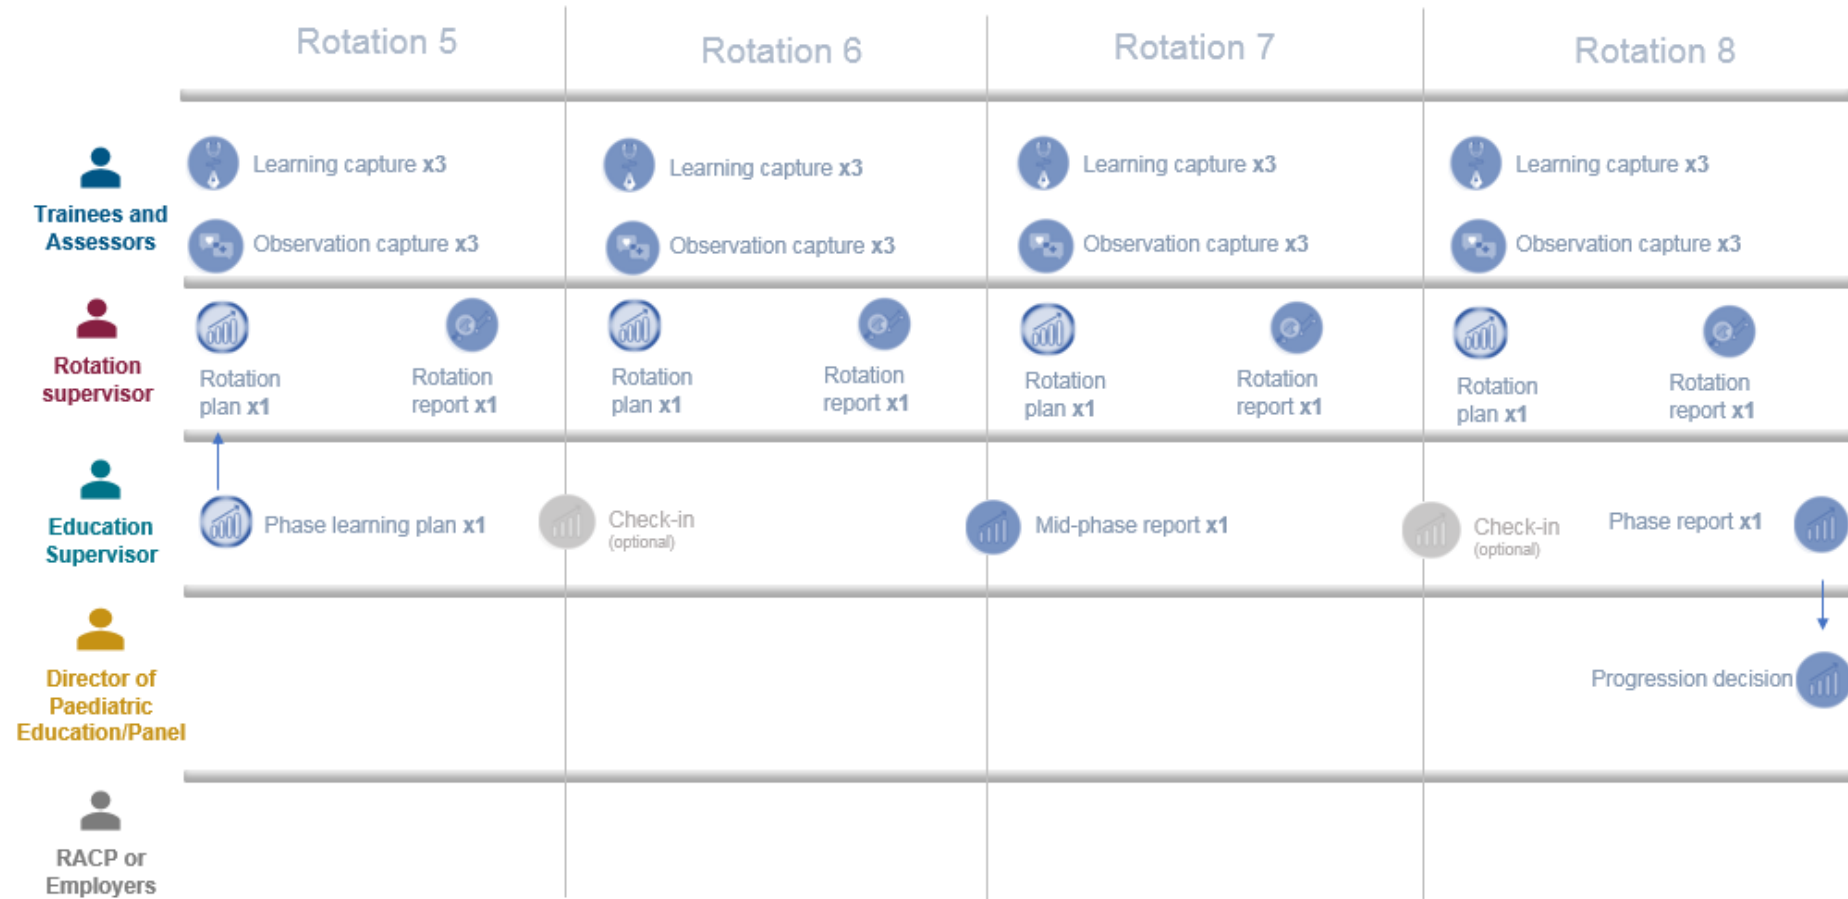 Rotation 5
Rotation 6
Rotation 7
Rotation 8
Trainees and
Assessors
Learning capture x3
Learning capture x3
Learning capture x3
Learning capture x3
Observation capture x3
Observation capture x3
Observation capture x3
Observation capture x3
Rotation
supervisor
Rotation
plan x1
Rotation
report x1
Rotation
plan x1
Rotation
report x1
Rotation
plan x1
Rotation
report x1
Rotation
plan x1
Rotation
report x1
Education
Supervisor
Phase learning plan x1
Check-in
(optional)
Mid-phase report x1
Check-in
(optional)
Phase report x1
Director of
Paediatric
Education/Panel
Progression decision
RACP or
Employers